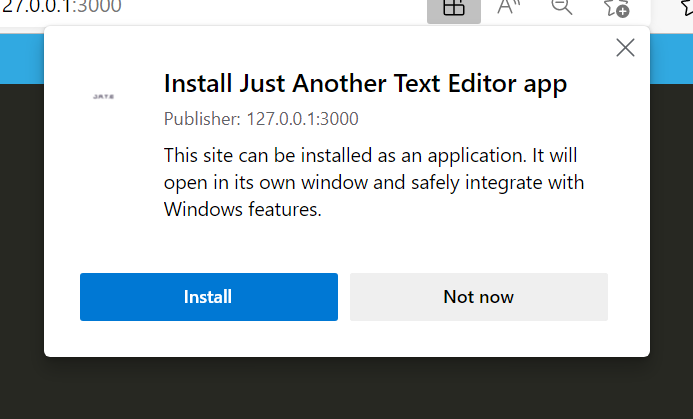 27.0.0.1:3000
A
JATE
Install Just Another Text Editor app
Publisher: 127.0.0.1:3000
This site can be installed as an application. It will
open in its own window and safely integrate with
Windows features.
Install
Not now